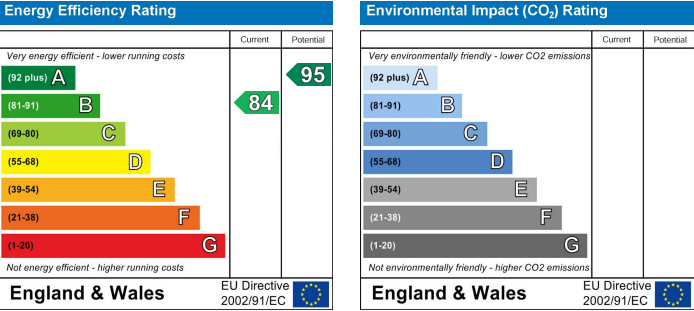 Energy Efficiency Rating
Current Potential
Very energy efficient - lower running costs
(92 plus) A
95
(81-91) B
84
(69-80) C
(55-68) D
(39-54) E
(21-38) F
(1-20) G
Not energy efficient - higher running costs
England & Wales
EU Directive
2002/91/EC
Environmental Impact (CO₂) Rating
Current Potential
Very environmentally friendly - lower CO2 emissions
(92 plus) A
(81-91) B
(69-80) C
(55-68) D
(39-54) E
(21-38) F
(1-20) G
Not environmentally friendly - higher CO2 emissions
England & Wales
EU Directive
2002/91/EC